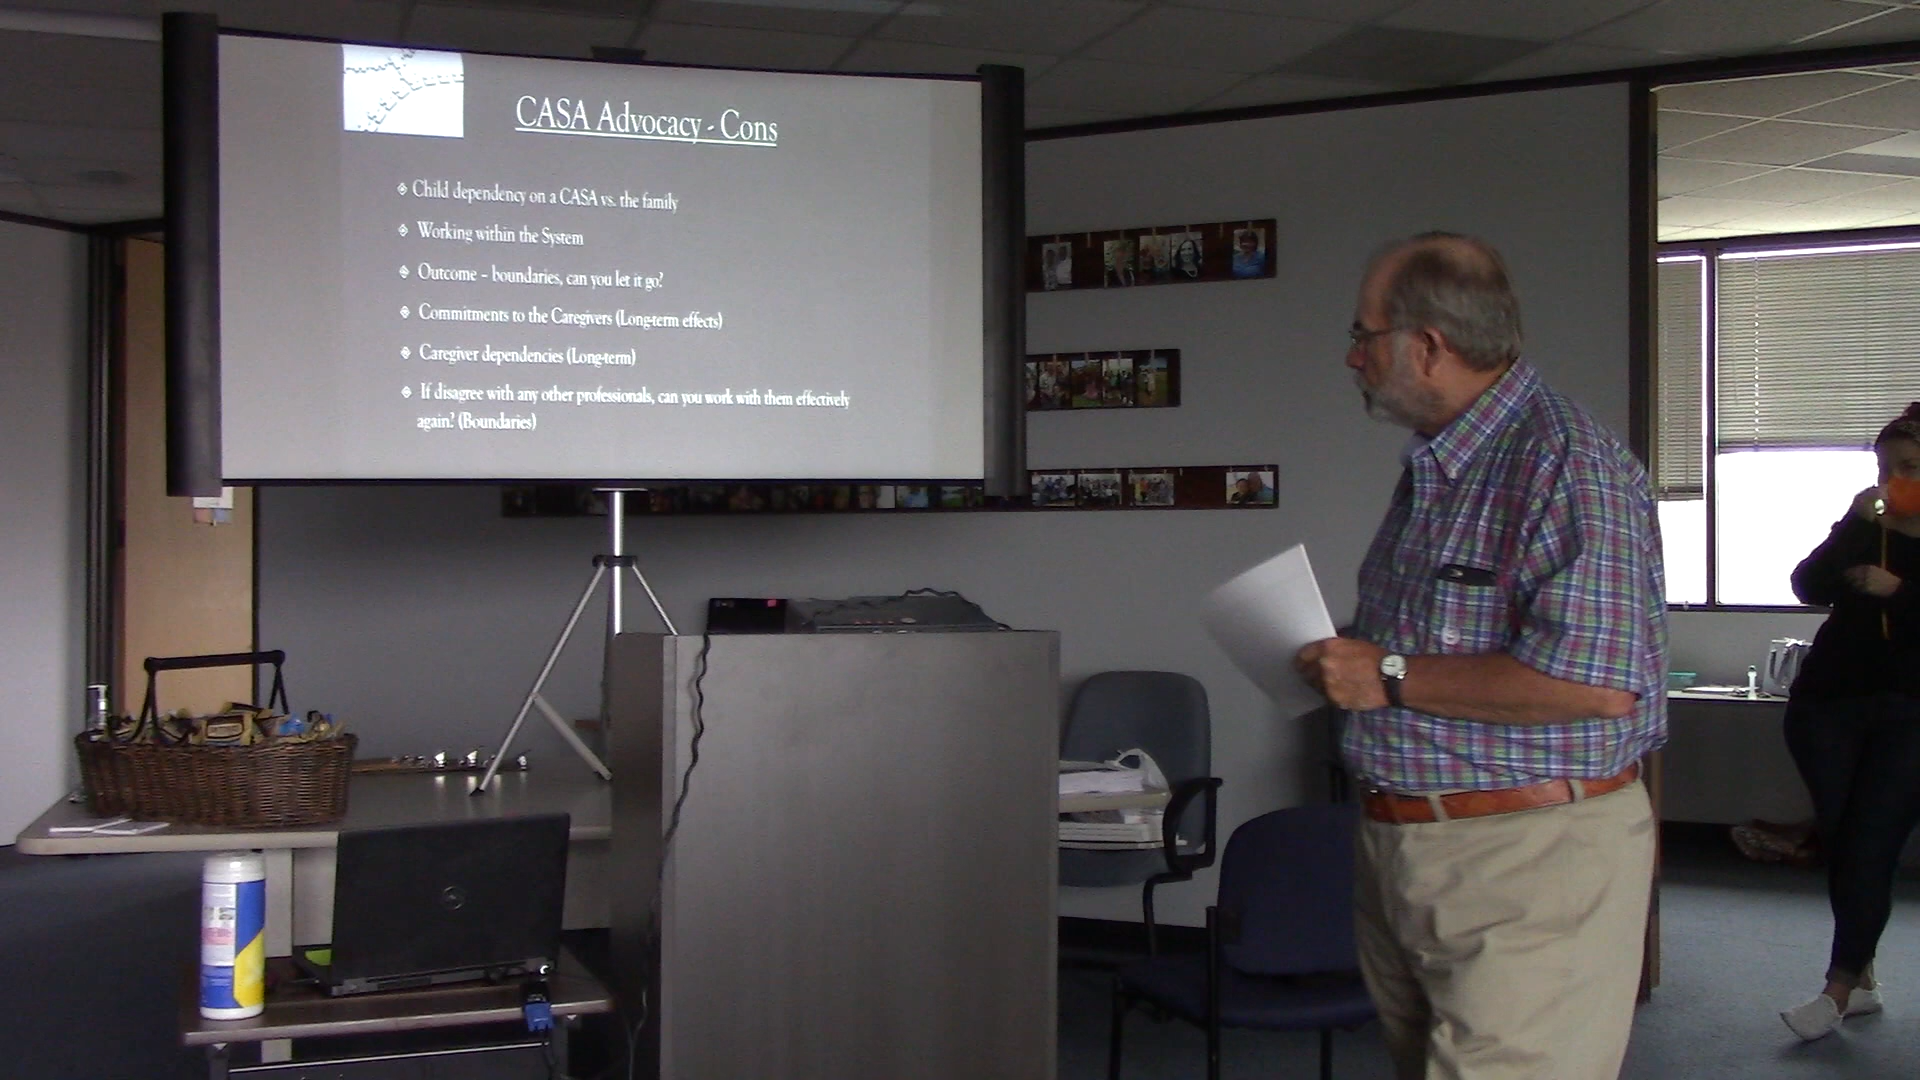 CASA Advocacy - Cons
Child dependency on a CASA vs. the family
Working within the System
Outcome – boundaries, can you let it go?
Commitments to the Caregivers (Long-term effects)
Caregiver dependencies (Long-term)
If disagree with any other professionals, can you work with them effectively
again? (Boundaries)